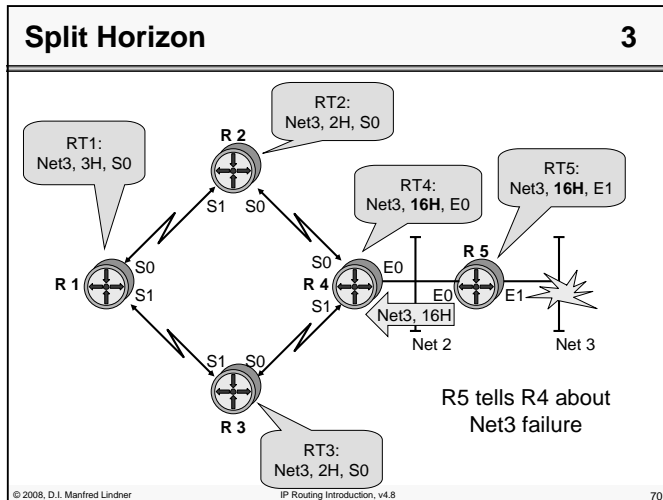 Split Horizon 3
RT2:
Net3, 2H, S0
RT1:
Net3, 3H, S0
R 2
RT4:
Net3, 16H, E0
RT5:
Net3, 16H, E1
S1
S0
R 1
S0
S1
S0
R 4
S1
E0
R 5
E0
E1
Net3, 16H
Net 2
Net 3
S1
S0
R 3
R5 tells R4 about
Net3 failure
RT3:
Net3, 2H, S0
© 2008, D.I. Manfred Lindner IP Routing Introduction, v4.8 70